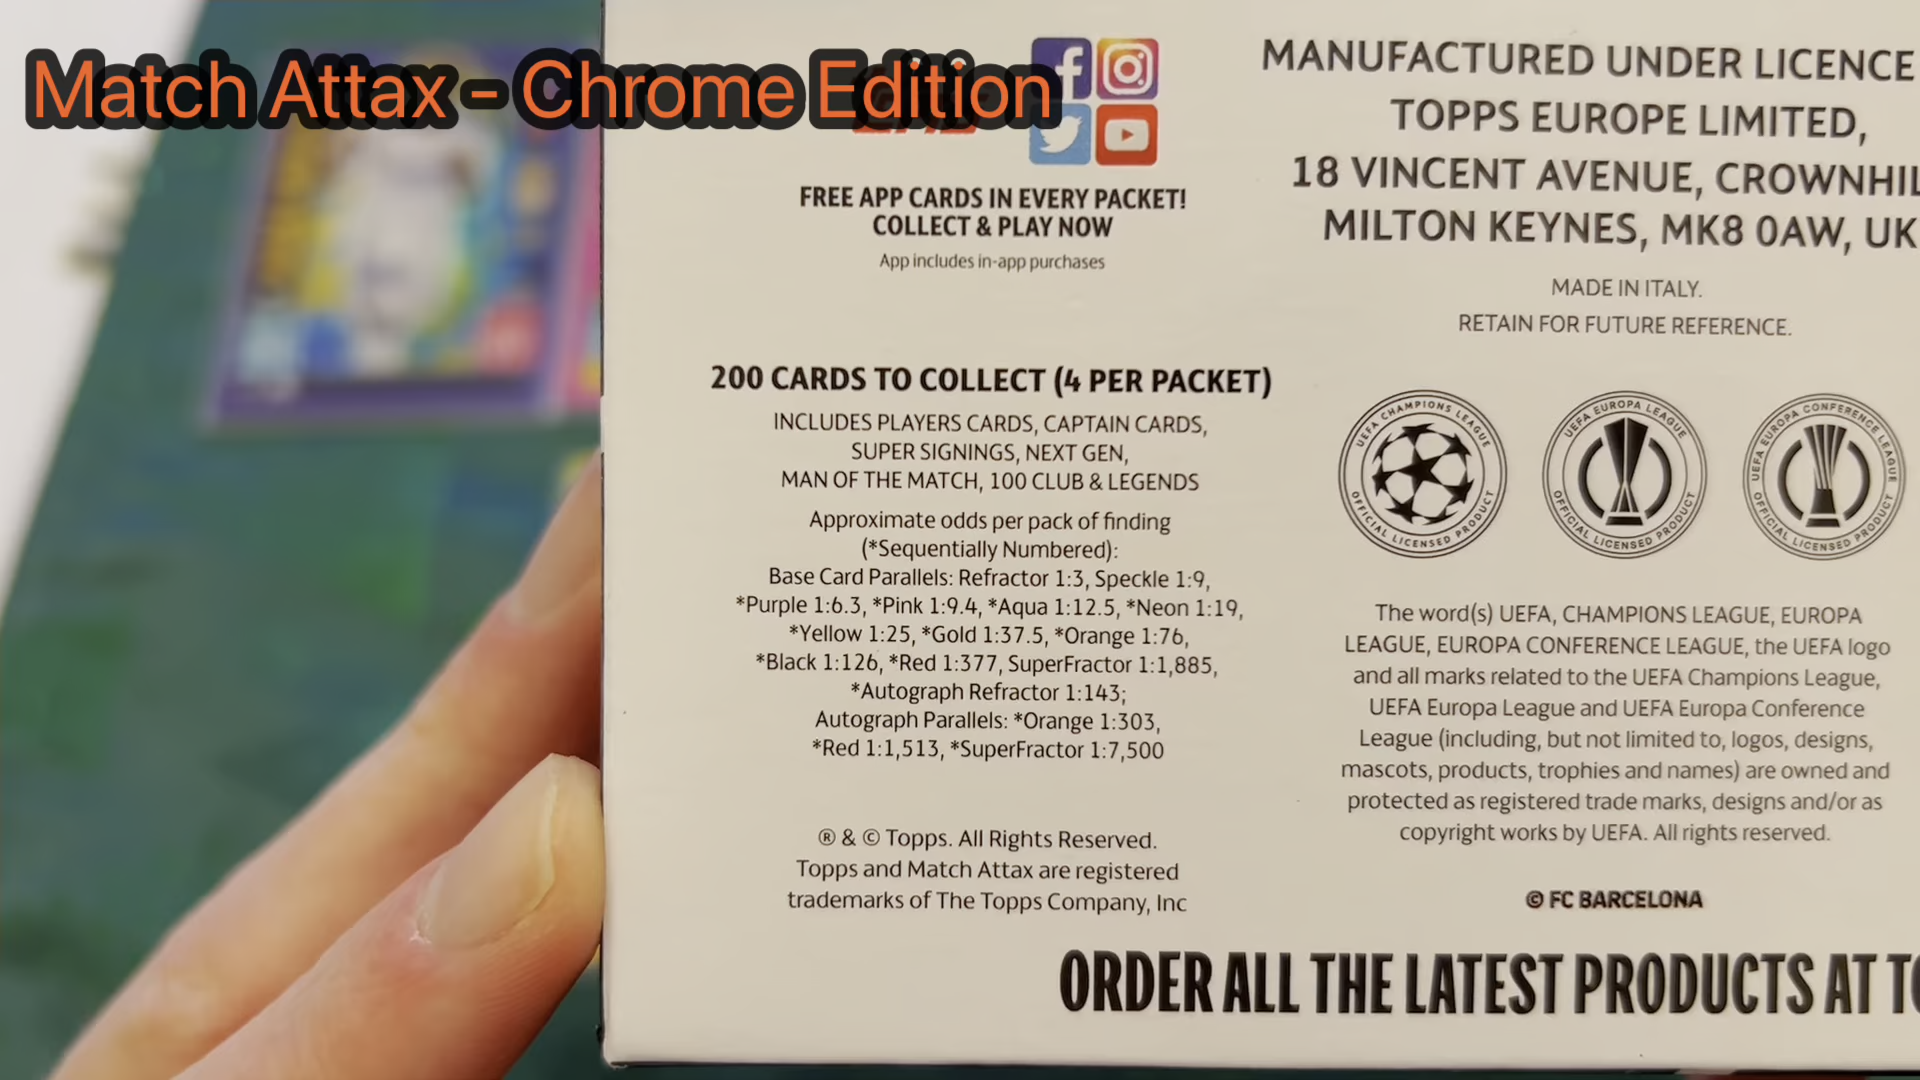 Match Attax - Chrome Edition
FREE APP CARDS IN EVERY PACKET!
COLLECT & PLAY NOW
App includes in-app purchases
200 CARDS TO COLLECT (4 PER PACKET)
INCLUDES PLAYERS CARDS, CAPTAIN CARDS,
SUPER SIGNINGS, NEXT GEN,
MAN OF THE MATCH, 100 CLUB & LEGENDS
Approximate odds per pack of finding
(*Sequentially Numbered):
Base Card Parallels: Refractor 1:3, Speckle 1:9,
*Purple 1:6.3, *Pink 1:9.4, *Aqua 1:12.5, *Neon 1:19,
*Yellow 1:25, *Gold 1:37.5, *Orange 1:76,
*Black 1:126, *Red 1:377, SuperFractor 1:1,885,
*Autograph Refractor 1:143;
Autograph Parallels: *Orange 1:303,
*Red 1:1,513, *SuperFractor 1:7,500
® & © Topps. All Rights Reserved.
Topps and Match Attax are registered
trademarks of The Topps Company, Inc
MANUFACTURED UNDER LICENCE
TOPPS EUROPE LIMITED,
18 VINCENT AVENUE, CROWNHIL
MILTON KEYNES, MK8 0AW, UK
MADE IN ITALY.
RETAIN FOR FUTURE REFERENCE.
UEFA CHAMPIONS LEAGUE
OFFICIAL LICENSED PRODUCT
UEFA EUROPA LEAGUE
OFFICIAL LICENSED PRODUCT
UEFA EUROPA CONFERENCE LEAGUE
OFFICIAL LICENSED PRODUCT
The word(s) UEFA, CHAMPIONS LEAGUE, EUROPA
LEAGUE, EUROPA CONFERENCE LEAGUE, the UEFA logo
and all marks related to the UEFA Champions League,
UEFA Europa League and UEFA Europa Conference
League (including, but not limited to, logos, designs,
mascots, products, trophies and names) are owned and
protected as registered trade marks, designs and/or as
copyright works by UEFA. All rights reserved.
© FC BARCELONA
ORDER ALL THE LATEST PRODUCTS AT TO